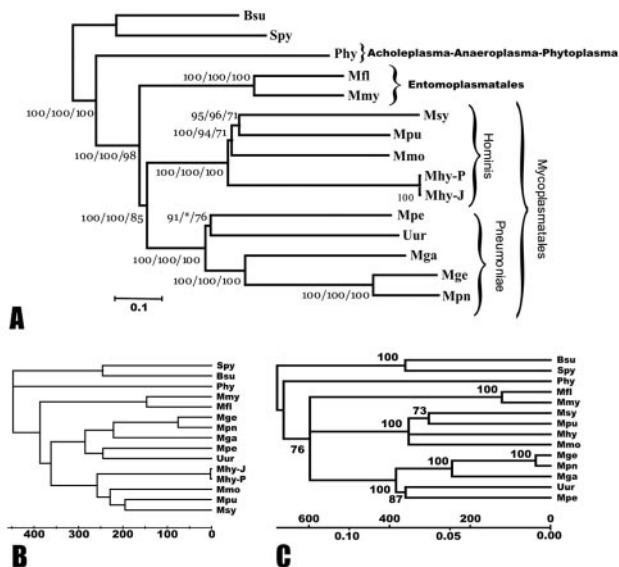 Bsu
Spy
Phy } Acholeplasma-Anaeroplasma-Phytoplasma
100/100/100
Mfl
Mmy
Entomoplasmatales
100/100/100
95/96/71
Msy
100/94/71
Mpu
100/100/98
Mmo
100/100/100
Mhy-P
100
Mhy-J
Hominis
100/100/85
91/*/76
Mpe
Uur
100/100/100
Mga
100/100/100
Mge
100/100/100
Mpn
Pneumoniae
Mycoplasmatales
0.1
A
Spy
Bsu
Phy
Mmy
Mfl
Mge
Mpn
Mga
Mpe
Uur
Mhy-J
Mhy-P
Mmo
Mpu
Msy
400 300 200 100 0
B
100
Bsu
Spy
Phy
100
Mfl
Mmy
73
Msy
Mpu
100
Mhy
Mmo
76
100
Mge
100
Mpn
Mga
100
Uur
87
Mpe
600 400 200 0
0.10 0.05 0.00
C